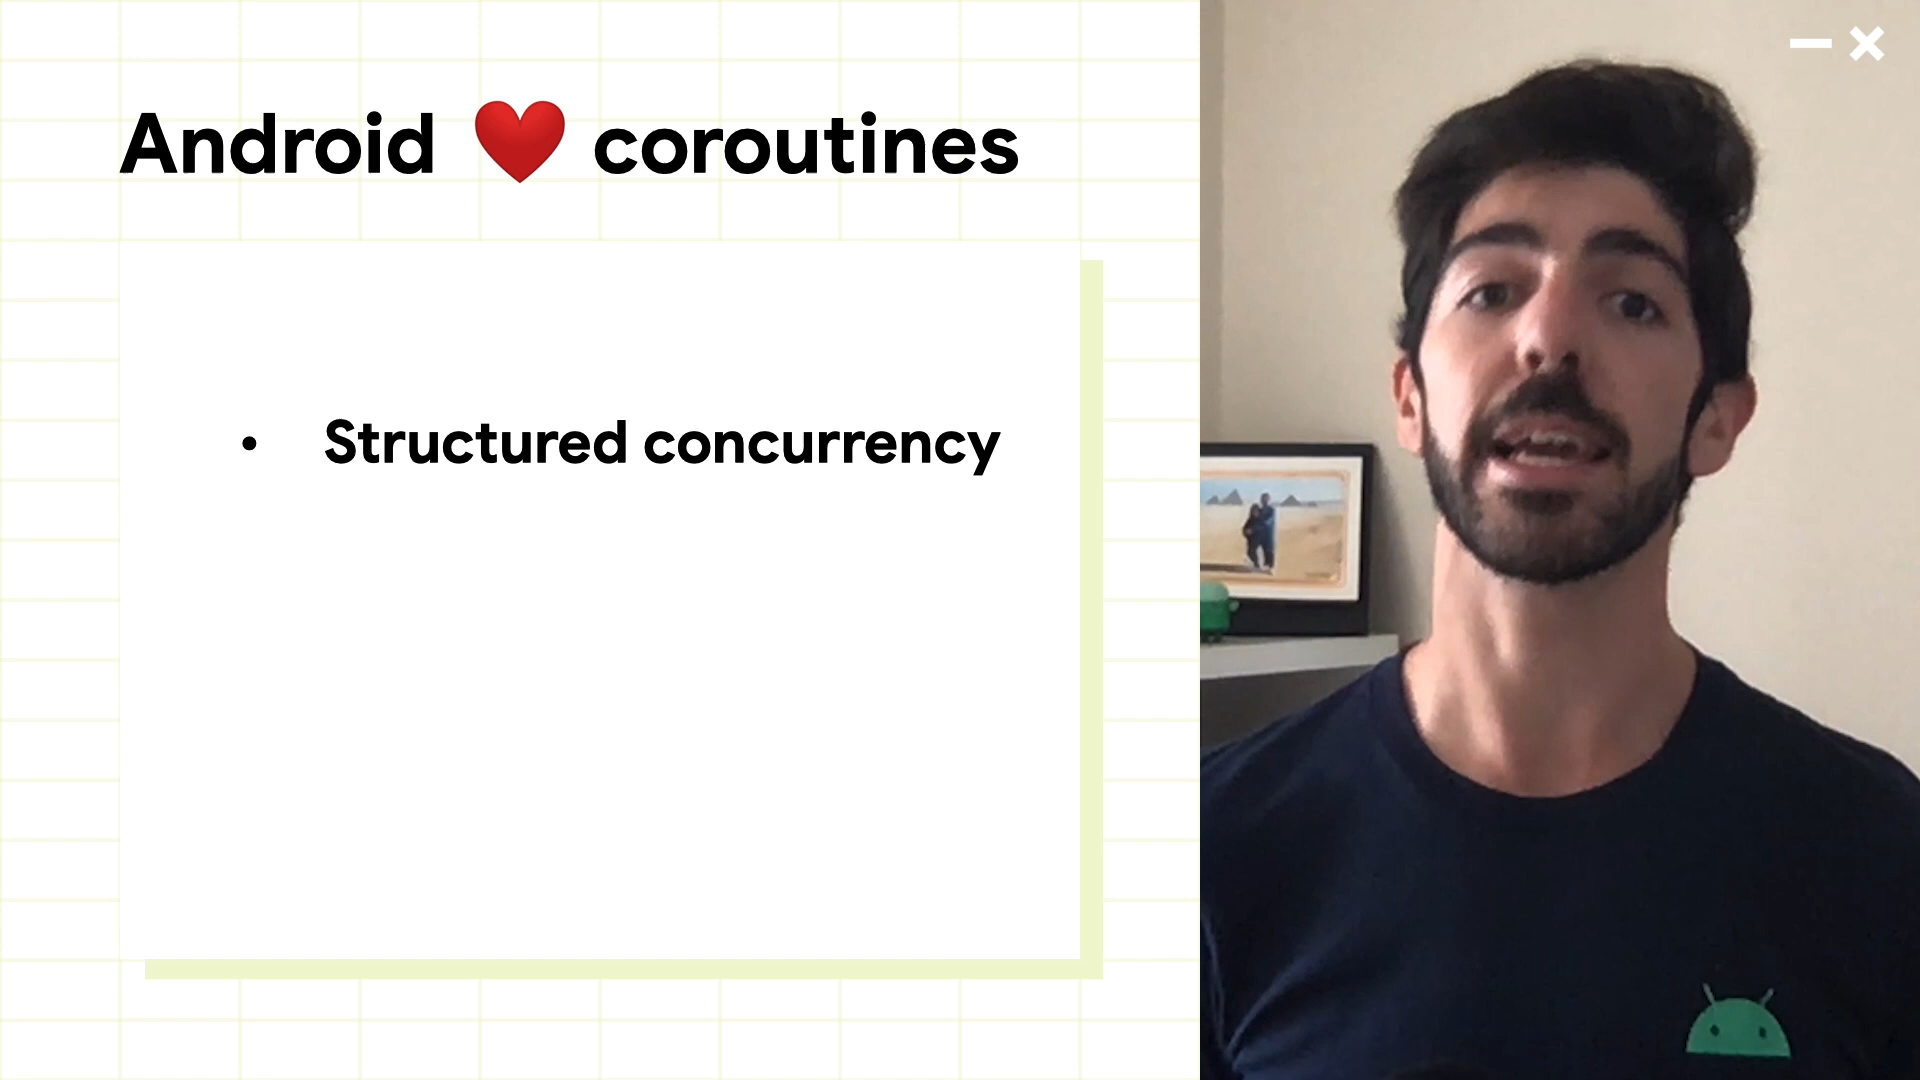 Android ❤️ coroutines
• Structured concurrency